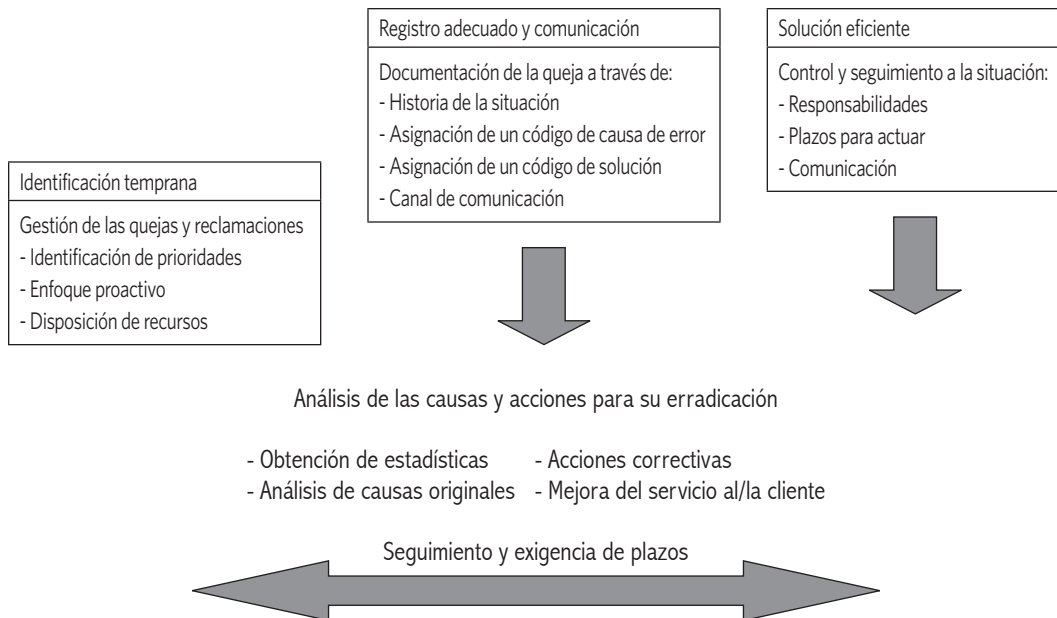 Registro adecuado y comunicación
Documentación de la queja a través de:
- Historia de la situación
- Asignación de un código de causa de error
- Asignación de un código de solución
- Canal de comunicación
Solución eficiente
Control y seguimiento a la situación:
- Responsabilidades
- Plazos para actuar
- Comunicación
Identificación temprana
Gestión de las quejas y reclamaciones
- Identificación de prioridades
- Enfoque proactivo
- Disposición de recursos
Análisis de las causas y acciones para su erradicación
- Obtención de estadísticas
- Análisis de causas originales
- Acciones correctivas
- Mejora del servicio al/la cliente
Seguimiento y exigencia de plazos